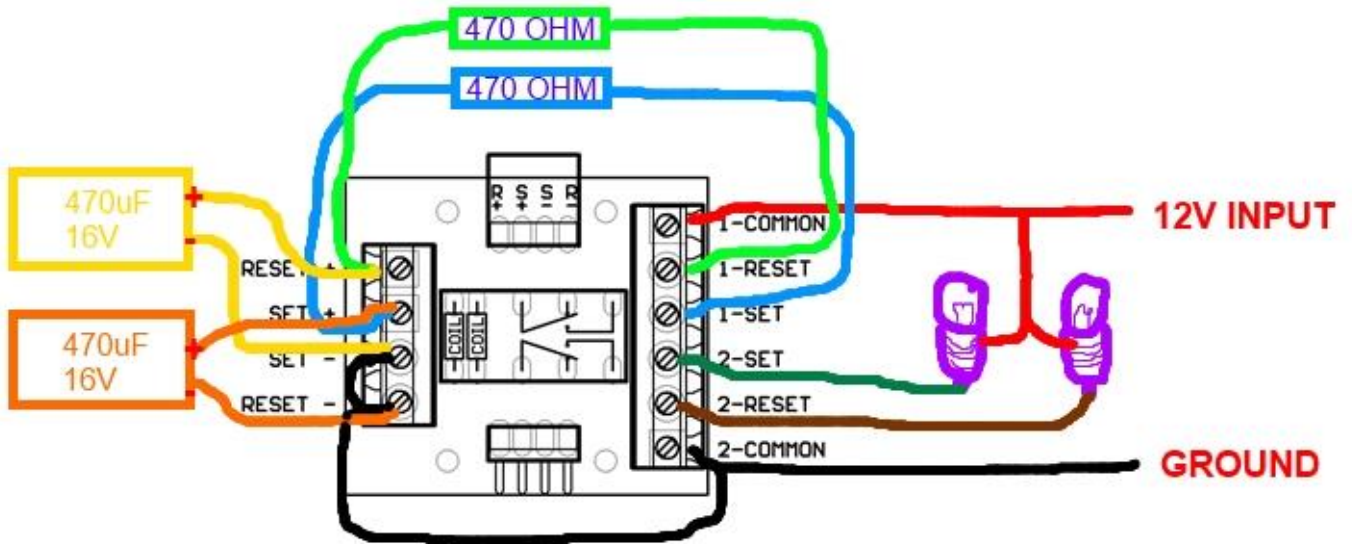 470 OHM
470 OHM
470uF
16V
+
-
470uF
16V
+
-
R S S R
+ + - -
RESET +
SET +
SET -
RESET -
COIL
COIL
1-COMMON
1-RESET
1-SET
2-SET
2-RESET
2-COMMON
12V INPUT
GROUND